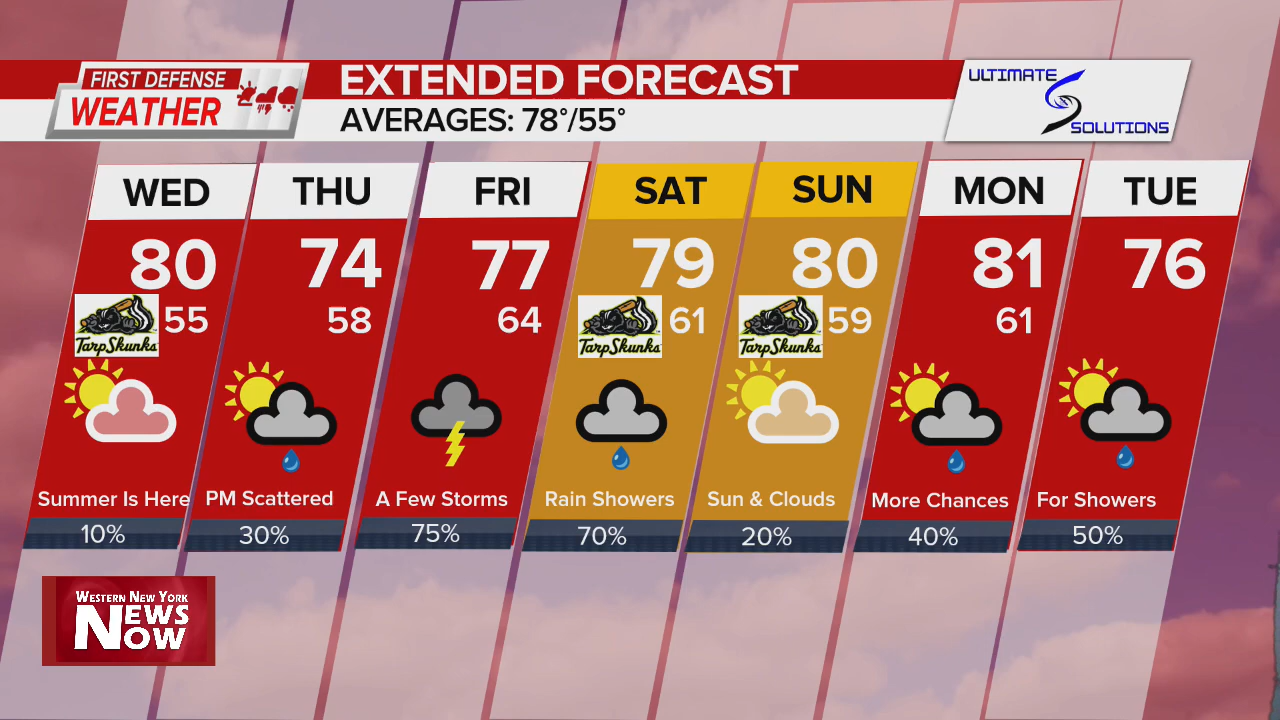 FIRST DEFENSE
WEATHER
EXTENDED FORECAST
AVERAGES: 78°/55°
ULTIMATE
SOLUTIONS
WED THU FRI SAT SUN MON TUE
80 74 77 79 80 81 76
55 58 64 61 59 61
TarpSkunks TarpSkunks TarpSkunks
Summer Is Here PM Scattered A Few Storms Rain Showers Sun & Clouds More Chances For Showers
10% 30% 75% 70% 20% 40% 50%
WESTERN NEW YORK
NEWS
NOW